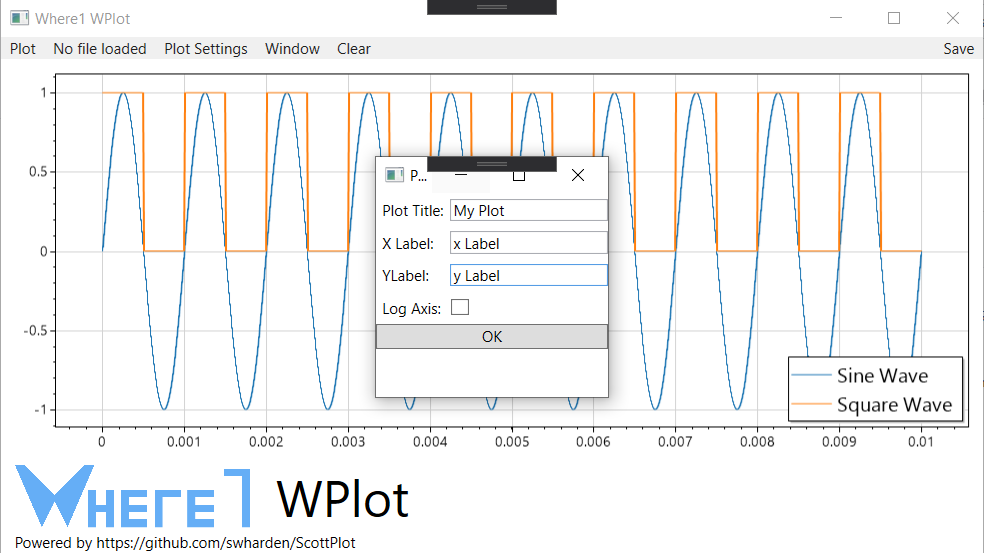 Where1 WPlot
Plot No file loaded Plot Settings Window Clear Save
1
0.5
0
-0.5
-1
P...
Plot Title: My Plot
X Label: x Label
YLabel: y Label
Log Axis:
OK
Sine Wave
Square Wave
0 0.001 0.002 0.003 0.004 0.005 0.006 0.007 0.008 0.009 0.01
Where1 WPlot
Powered by https://github.com/swharden/ScottPlot